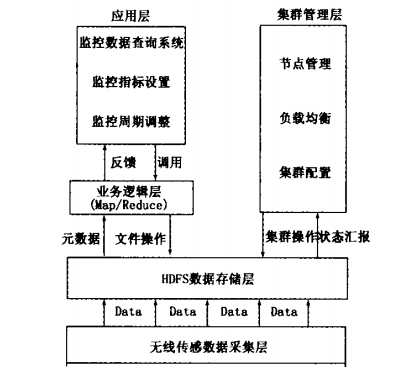 应用层
监控数据查询系统
监控指标设置
监控周期调整
集群管理层
节点管理
负载均衡
集群配置
反馈 调用
业务逻辑层
(Map/Reduce)
元数据 文件操作
集群操作状态汇报
HDFS数据存储层
Data Data Data Data
无线传感数据采集层